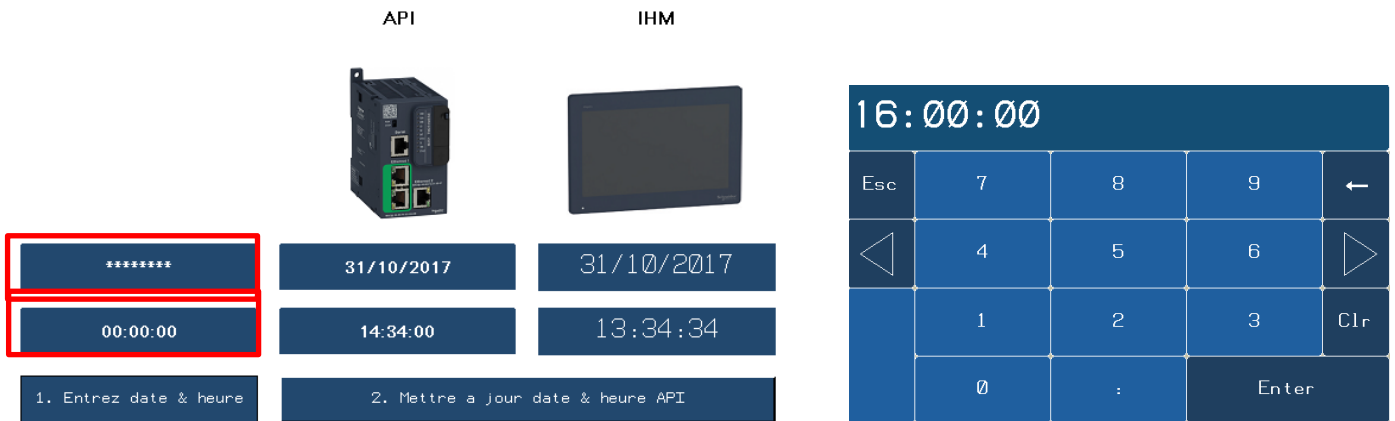 API IHM
******** 31/10/2017 31/10/2017
00:00:00 14:34:00 13:34:34
1. Entrez date & heure 2. Mettre a jour date & heure API
16:00:00
Esc 7 8 9 ←
4 5 6
1 2 3 Clr
0 : Enter